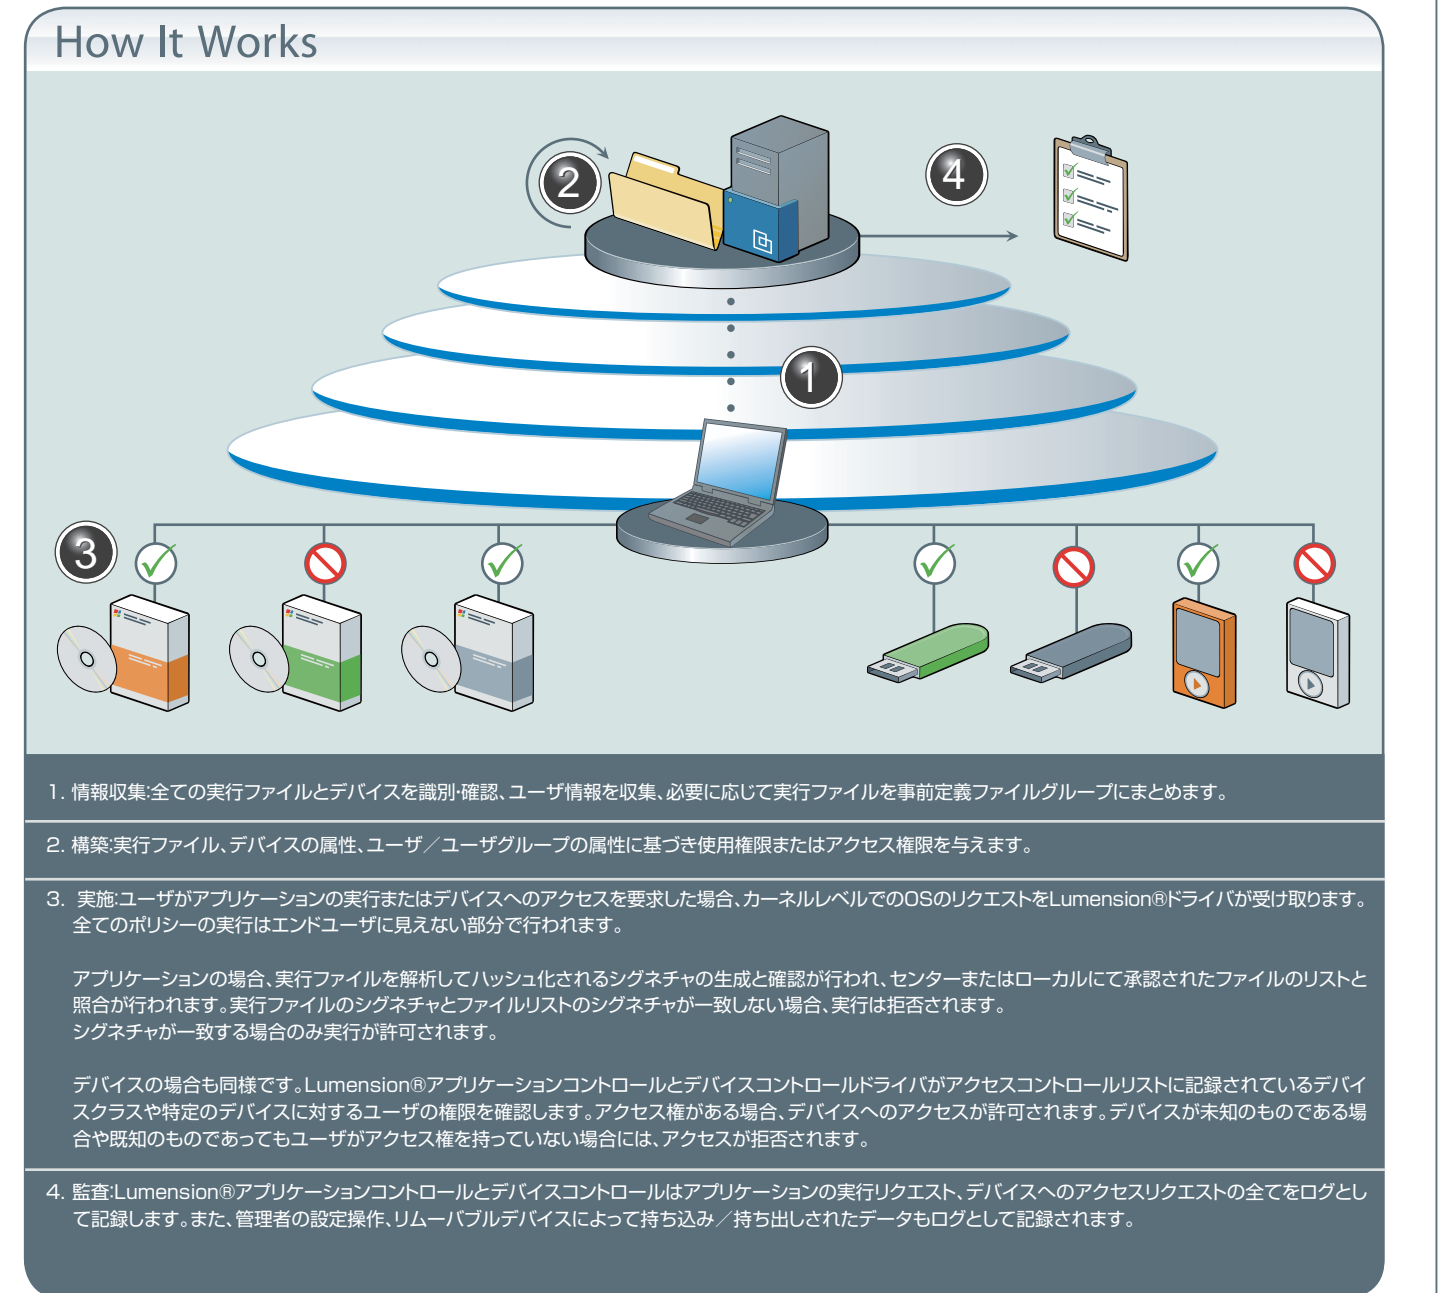 How It Works
2
4
1
3
1. 情報収集:全ての実行ファイルとデバイスを識別・確認、ユーザ情報を収集、必要に応じて実行ファイルを事前定義ファイルグループにまとめます。
2. 構築:実行ファイル、デバイスの属性、ユーザ／ユーザグループの属性に基づき使用権限またはアクセス権限を与えます。
3. 実施:ユーザがアプリケーションの実行またはデバイスへのアクセスを要求した場合、カーネルレベルでのOSのリクエストをLumension®ドライバが受け取ります。
全てのポリシーの実行はエンドユーザに見えない部分で行われます。
アプリケーションの場合、実行ファイルを解析してハッシュ化されるシグネチャの生成と確認が行われ、センターまたはローカルにて承認されたファイルのリストと
照合が行われます。実行ファイルのシグネチャとファイルリストのシグネチャが一致しない場合、実行は拒否されます。
シグネチャが一致する場合のみ実行が許可されます。
デバイスの場合も同様です。Lumension®アプリケーションコントロールとデバイスコントロールドライバがアクセスコントロールリストに記録されているデバイ
スクラスや特定のデバイスに対するユーザの権限を確認します。アクセス権がある場合、デバイスへのアクセスが許可されます。デバイスが未知のものである場
合や既知のものであってもユーザがアクセス権を持っていない場合には、アクセスが拒否されます。
4. 監査:Lumension®アプリケーションコントロールとデバイスコントロールはアプリケーションの実行リクエスト、デバイスへのアクセスリクエストの全てをログとし
て記録します。また、管理者の設定操作、リムーバブルデバイスによって持ち込み／持ち出しされたデータもログとして記録されます。